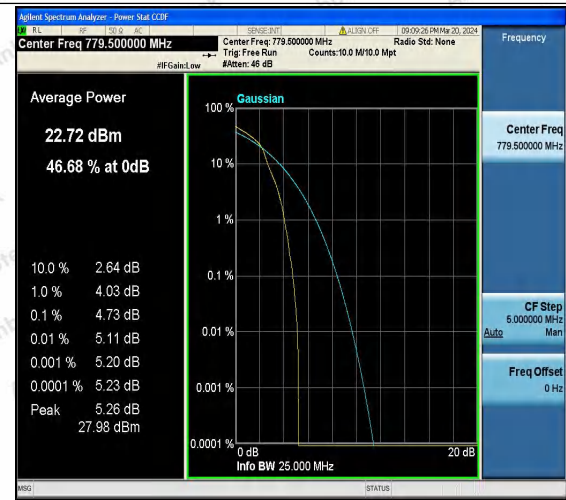 Agilent Spectrum Analyzer - Power Stat CCDF
RL RF 50 Ω AC SENSE:INT ALIGN OFF 09:09:26 PM Mar 20, 2024
Center Freq 779.500000 MHz
Center Freq: 779.500000 MHz Radio Std: None
Trig: Free Run Counts:10.0 M/10.0 Mpt
#IFGain:Low #Atten: 46 dB
Frequency
Average Power
22.72 dBm
46.68 % at 0dB
10.0 % 2.64 dB
1.0 % 4.03 dB
0.1 % 4.73 dB
0.01 % 5.11 dB
0.001 % 5.20 dB
0.0001 % 5.23 dB
Peak 5.26 dB
27.98 dBm
Gaussian
100 %
10 %
1 %
0.1 %
0.01 %
0.001 %
0.0001 %
0 dB 20 dB
Info BW 25.000 MHz
Center Freq
779.500000 MHz
CF Step
5.000000 MHz
Auto Man
Freq Offset
0 Hz
MSG STATUS